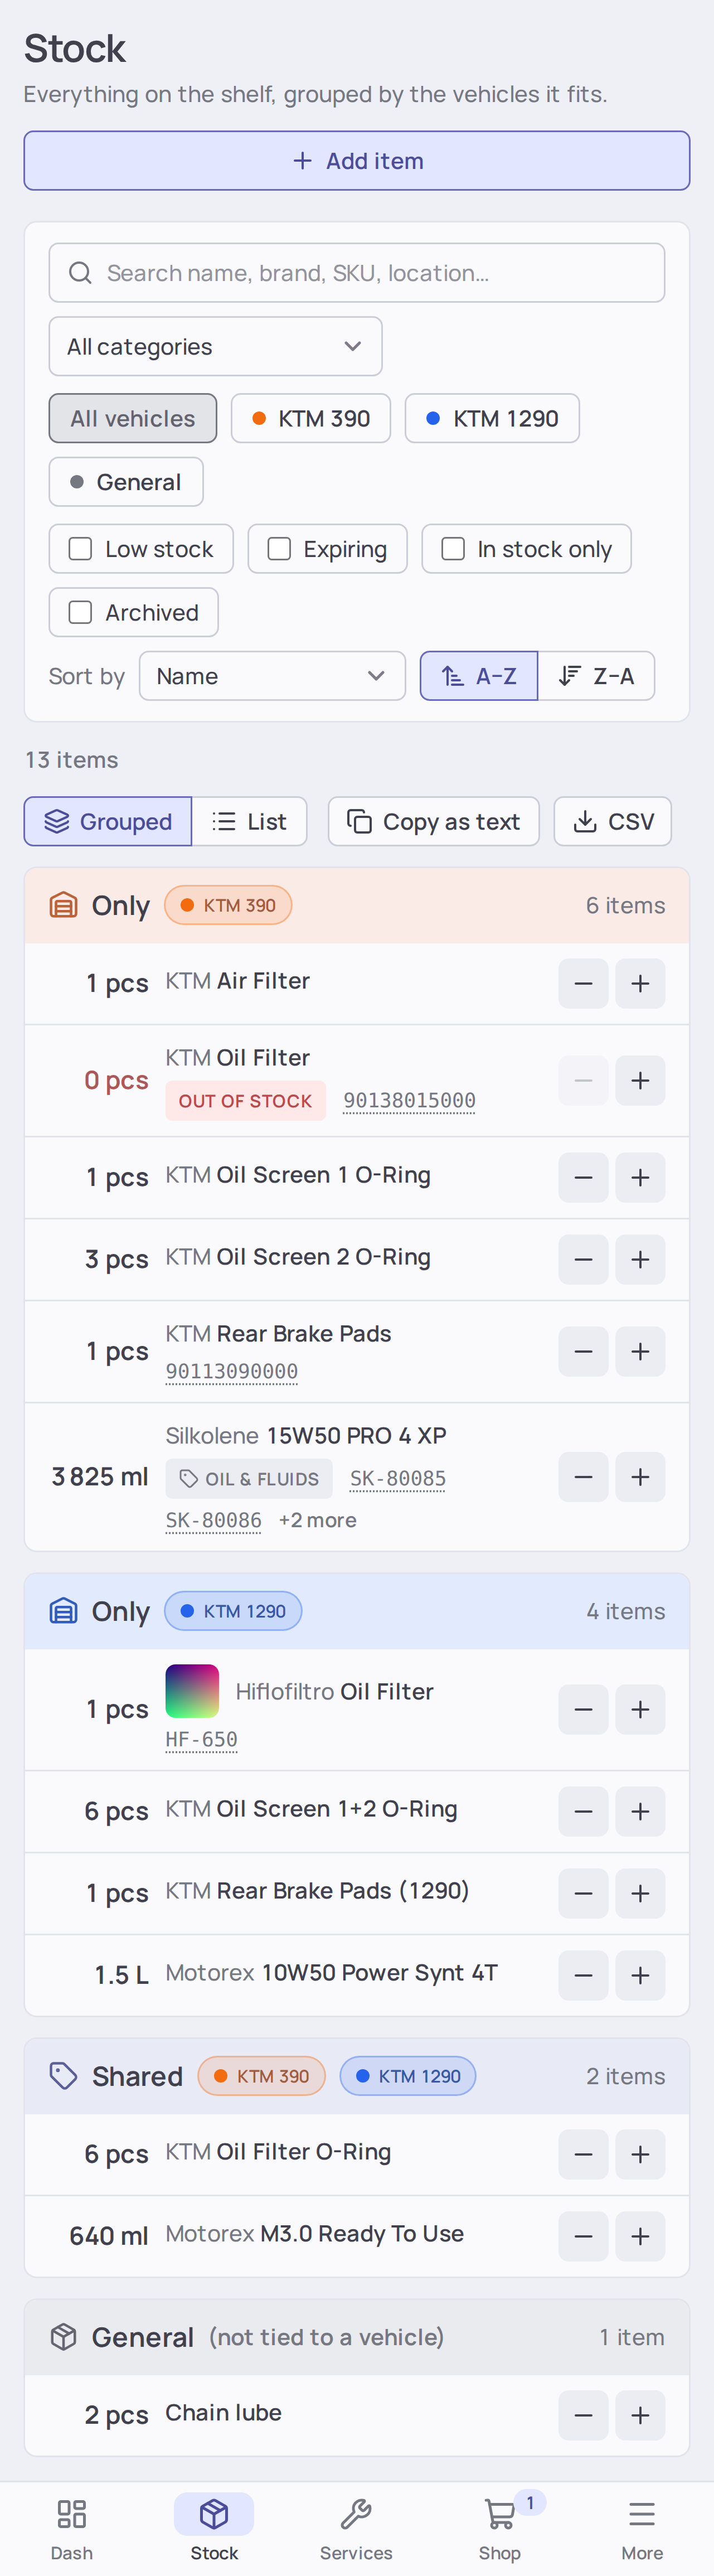 Stock
Everything on the shelf, grouped by the vehicles it fits.
+ Add item
Search name, brand, SKU, location…
All categories
All vehicles KTM 390 KTM 1290
General
Low stock Expiring In stock only
Archived
Sort by Name A–Z Z–A
13 items
Grouped List Copy as text CSV
Only KTM 390 6 items
1 pcs KTM Air Filter − +
KTM Oil Filter
0 pcs OUT OF STOCK 90138015000 − +
1 pcs KTM Oil Screen 1 O-Ring − +
3 pcs KTM Oil Screen 2 O-Ring − +
1 pcs KTM Rear Brake Pads − +
90113090000
Silkolene 15W50 PRO 4 XP
3 825 ml OIL & FLUIDS SK-80085 − +
SK-80086 +2 more
Only KTM 1290 4 items
1 pcs Hiflofiltro Oil Filter − +
HF-650
6 pcs KTM Oil Screen 1+2 O-Ring − +
1 pcs KTM Rear Brake Pads (1290) − +
1.5 L Motorex 10W50 Power Synt 4T − +
Shared KTM 390 KTM 1290 2 items
6 pcs KTM Oil Filter O-Ring − +
640 ml Motorex M3.0 Ready To Use − +
General (not tied to a vehicle) 1 item
2 pcs Chain lube − +
1
Dash Stock Services Shop More